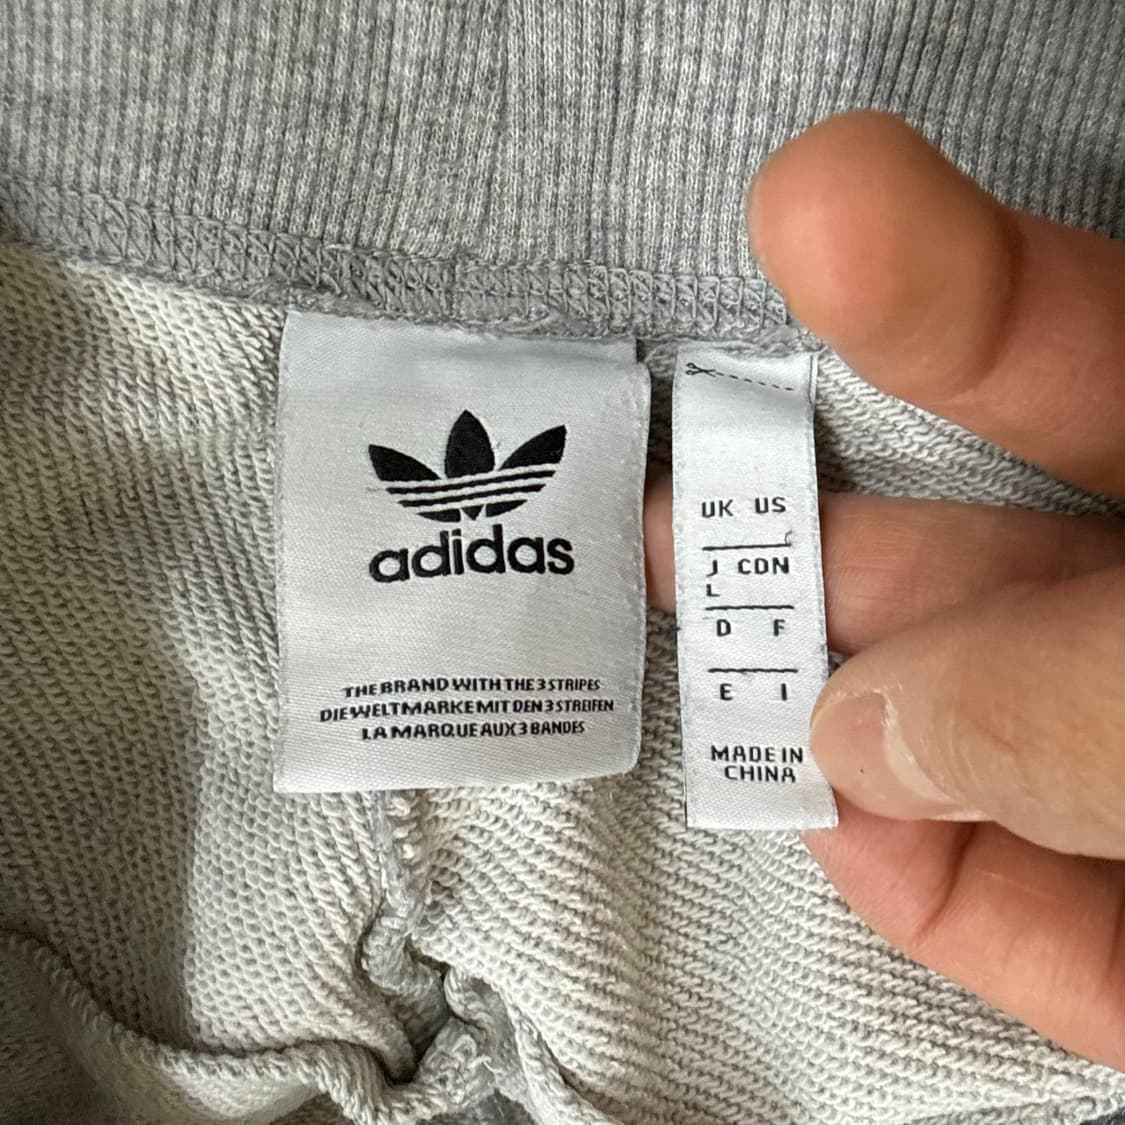 adidas
THE BRAND WITH THE 3 STRIPES
DIE WELTMARKE MIT DEN 3 STREIFEN
LA MARQUE AUX 3 BANDES
UK US
J CDN
L
D F
E I
MADE IN
CHINA